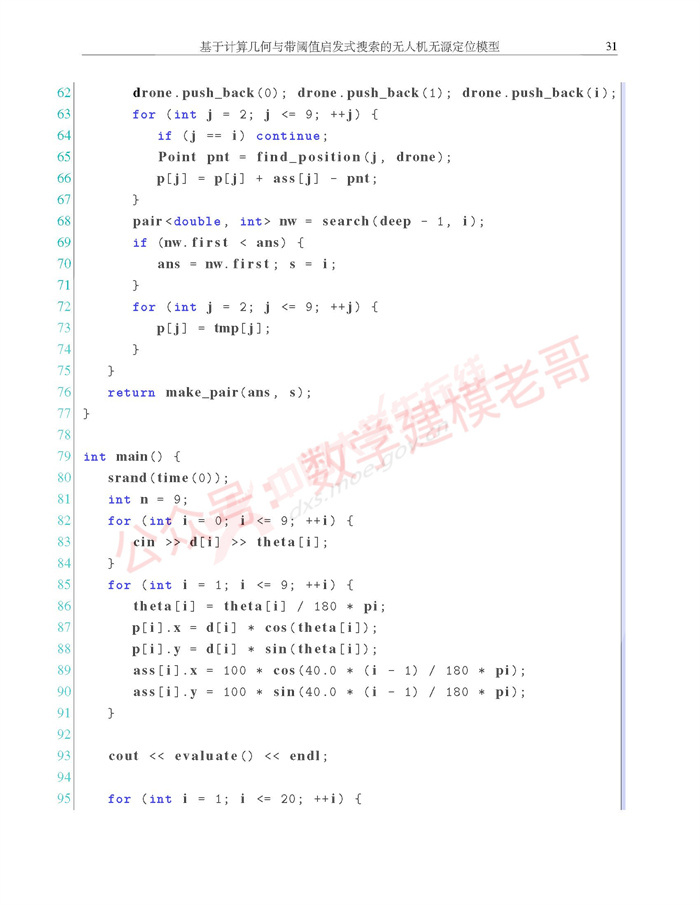 基于计算几何与带阈值启发式搜索的无人机无源定位模型 31
62 drone.push_back(0); drone.push_back(1); drone.push_back(i);
63 for (int j = 2; j <= 9; ++j) {
64 if (j == i) continue;
65 Point pnt = find_position(j, drone);
66 p[j] = p[j] + ass[j] - pnt;
67 }
68 pair<double, int> nw = search(deep - 1, i);
69 if (nw.first < ans) {
70 ans = nw.first; s = i;
71 }
72 for (int j = 2; j <= 9; ++j) {
73 p[j] = tmp[j];
74 }
75 }
76 return make_pair(ans, s);
77 }
78
79 int main() {
80 srand(time(0));
81 int n = 9;
82 for (int i = 0; i <= 9; ++i) {
83 cin >> d[i] >> theta[i];
84 }
85 for (int i = 1; i <= 9; ++i) {
86 theta[i] = theta[i] / 180 * pi;
87 p[i].x = d[i] * cos(theta[i]);
88 p[i].y = d[i] * sin(theta[i]);
89 ass[i].x = 100 * cos(40.0 * (i - 1) / 180 * pi);
90 ass[i].y = 100 * sin(40.0 * (i - 1) / 180 * pi);
91 }
92
93 cout << evaluate() << endl;
94
95 for (int i = 1; i <= 20; ++i) {
公众号:数学建模老哥
dxs.moe.gov.cn